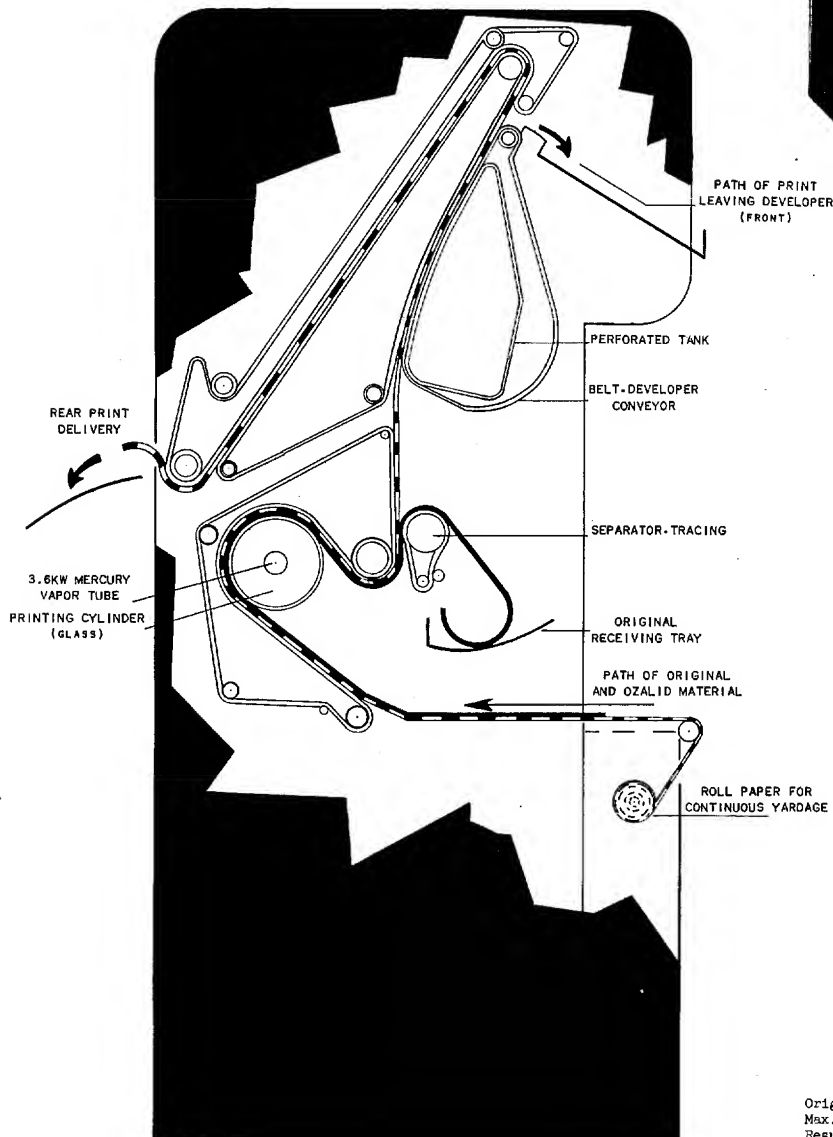 PATH OF PRINT
LEAVING DEVELOPER
(FRONT)
PERFORATED TANK
BELT-DEVELOPER
CONVEYOR
REAR PRINT
DELIVERY
SEPARATOR-TRACING
3.6KW MERCURY
VAPOR TUBE
PRINTING CYLINDER
(GLASS)
ORIGINAL
RECEIVING TRAY
PATH OF ORIGINAL
AND OZALID MATERIAL
ROLL PAPER FOR
CONTINUOUS YARDAGE
Orig
Max.